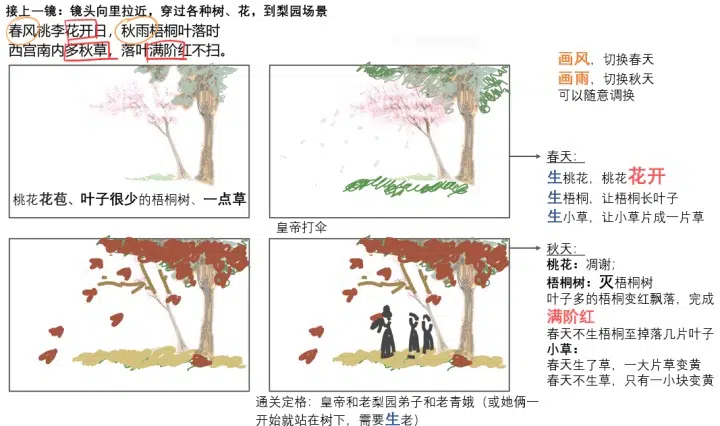 接上一镜：镜头向里拉近，穿过各种树、花，到梨园场景
春风桃李花开日，秋雨梧桐叶落时
西宫南内多秋草，落叶满阶红不扫。
画风，切换春天
画雨，切换秋天
可以随意调换
桃花花苞、叶子很少的梧桐树、一点草
皇帝打伞
春天：
生桃花，桃花花开
生梧桐，让梧桐长叶子
生小草，让小草片成一片草
秋天：
桃花：凋谢；
梧桐树：灭梧桐树
叶子多的梧桐变红飘落，完成
满阶红
春天不生梧桐至掉落几片叶子
小草：
春天生了草，一大片草变黄
春天不生草，只有一小块变黄
通关定格：皇帝和老梨园弟子和老青娥（或她俩一
开始就站在树下，需要生老）